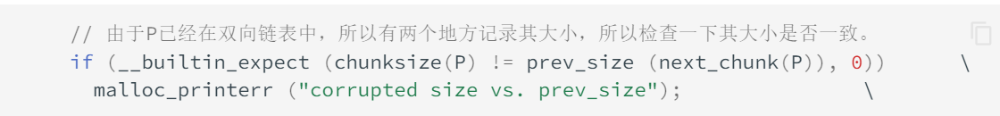 // 由于P已经在双向链表中，所以有两个地方记录其大小，所以检查一下其大小是否一致。
if (__builtin_expect (chunksize(P) != prev_size (next_chunk(P)), 0))      \
  malloc_printerr ("corrupted size vs. prev_size");               \